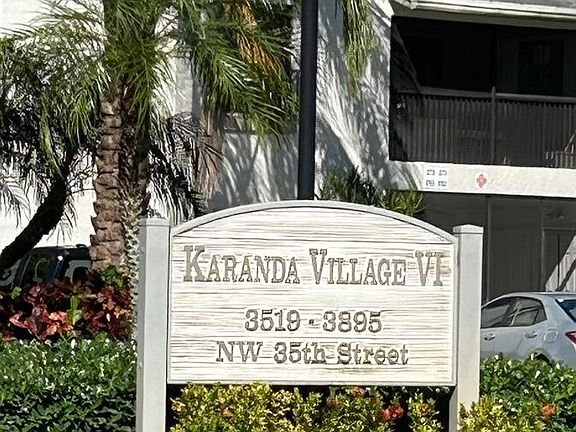 KARANDA VILLAGE VI
3519 - 3895
NW 35th Street